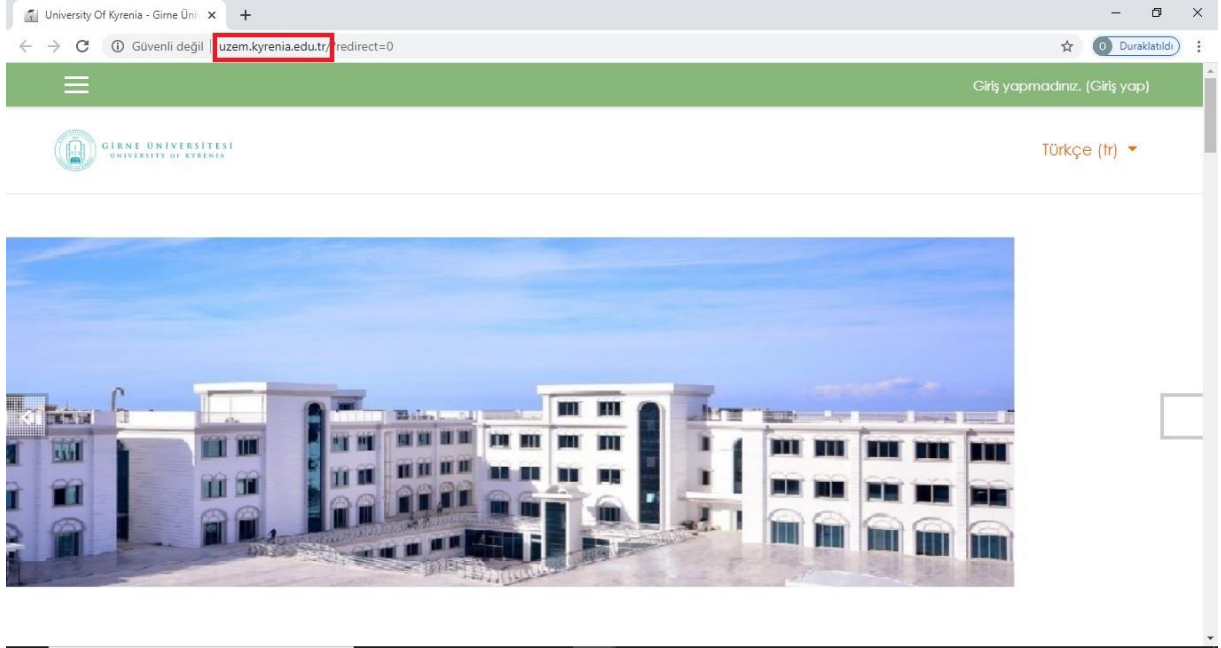 University Of Kyrenia - Girne Üni
Güvenli değil | uzem.kyrenia.edu.tr/?redirect=0
0 Duraklatıldı
Giriş yapmadınız. (Giriş yap)
GİRNE ÜNİVERSİTESİ
UNIVERSITY OF KYRENIA
Türkçe (tr)